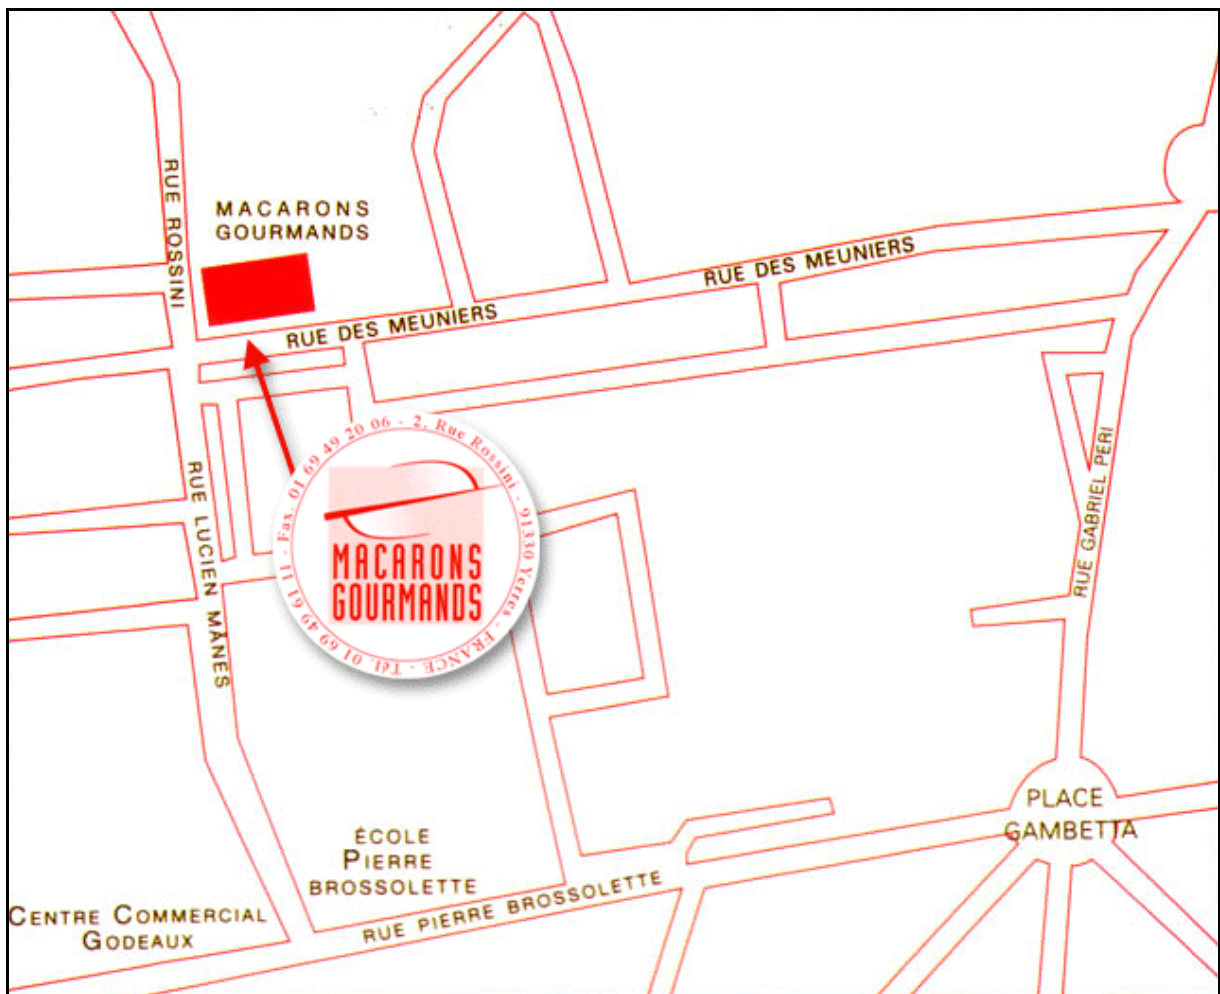 RUE ROSSINI
MACARONS
GOURMANDS
RUE DES MEUNIERS
RUE DES MEUNIERS
Tél. 01 69 49 61 11 - Fax. 01 69 49 20 06 - 2, Rue Rossini - 91330 Yerres - FRANCE -
MACARONS
GOURMANDS
RUE LUCIEN MÂNES
RUE GABRIEL PERI
PLACE
GAMBETTA
ÉCOLE
PIERRE
BROSSOLETTE
RUE PIERRE BROSSOLETTE
CENTRE COMMERCIAL
GODEAUX